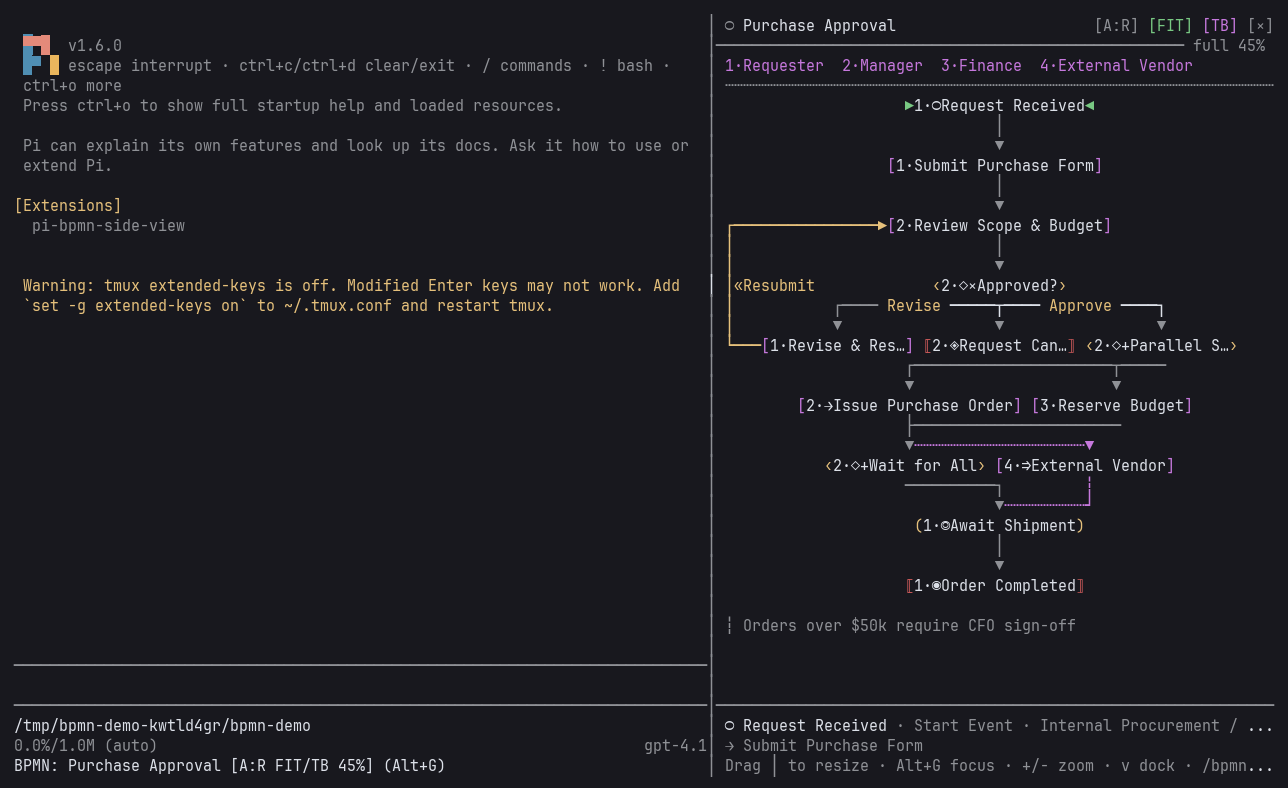 v1.6.0
escape interrupt · ctrl+c/ctrl+d clear/exit · / commands · ! bash ·
ctrl+o more
Press ctrl+o to show full startup help and loaded resources.
Pi can explain its own features and look up its docs. Ask it how to use or
extend Pi.
[Extensions]
pi-bpmn-side-view
Warning: tmux extended-keys is off. Modified Enter keys may not work. Add
`set -g extended-keys on` to ~/.tmux.conf and restart tmux.
/tmp/bpmn-demo-kwtld4gr/bpmn-demo
0.0%/1.0M (auto) gpt-4.1
BPMN: Purchase Approval [A:R FIT/TB 45%] (Alt+G)
○ Purchase Approval [A:R] [FIT] [TB] [×]
full 45%
1·Requester 2·Manager 3·Finance 4·External Vendor
▶1·○Request Received◀
[1·Submit Purchase Form]
[2·Review Scope & Budget]
«Resubmit ‹2·◇×Approved?›
Revise Approve
[1·Revise & Res…] ⟦2·◈Request Can…⟧ ‹2·◇+Parallel S…›
[2·→Issue Purchase Order] [3·Reserve Budget]
‹2·◇+Wait for All› [4·⇒External Vendor]
(1·◎Await Shipment)
⟦1·◉Order Completed⟧
┆ Orders over $50k require CFO sign-off
○ Request Received · Start Event · Internal Procurement / ...
→ Submit Purchase Form
Drag │ to resize · Alt+G focus · +/- zoom · v dock · /bpmn...